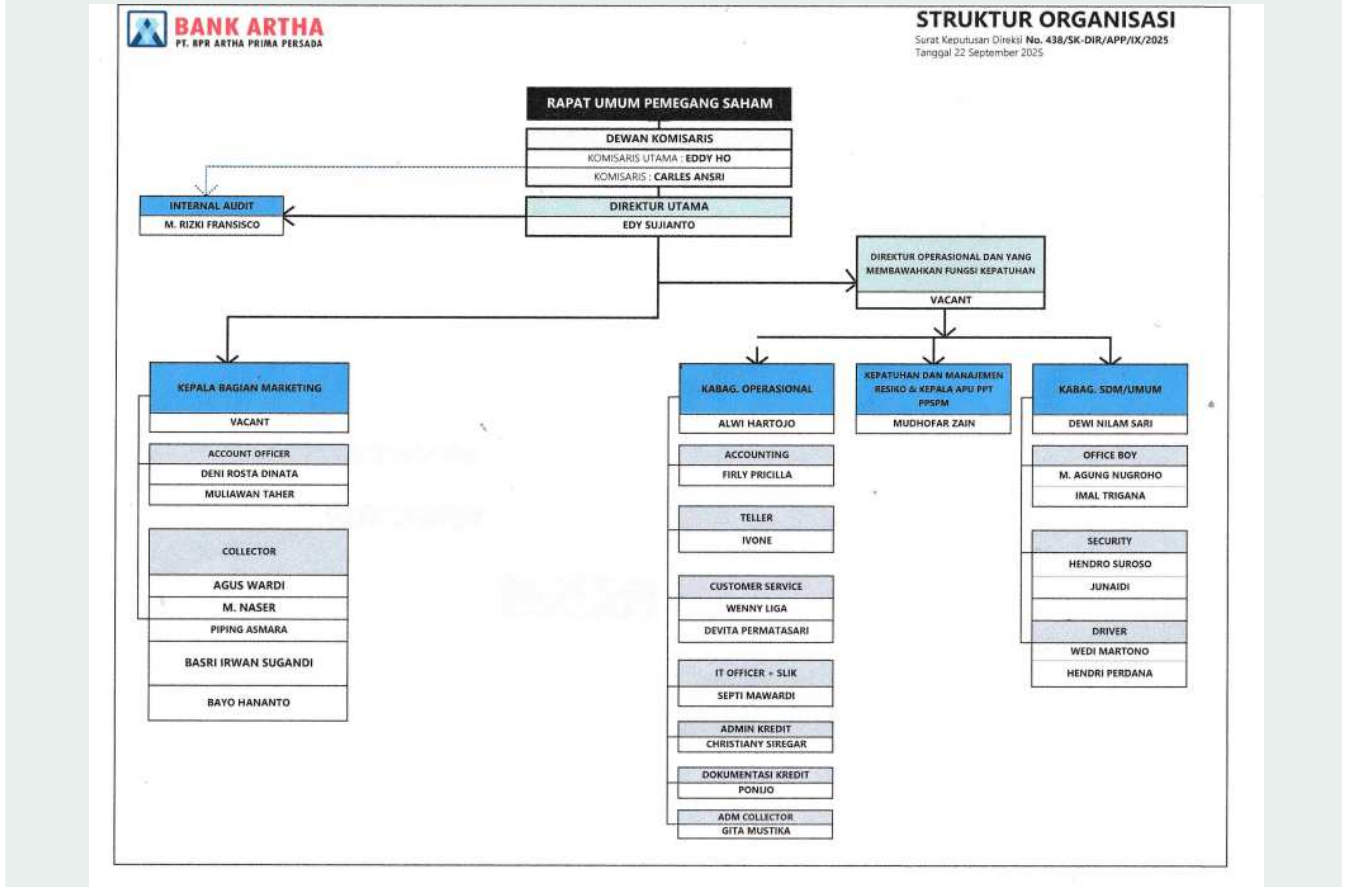 BANK ARTHA
PT. BPR ARTHA PRIMA PERSADA
STRUKTUR ORGANISASI
Surat Keputusan Direksi No. 438/SK-DIR/APP/IX/2025
Tanggal 22 September 2025
RAPAT UMUM PEMEGANG SAHAM
DEWAN KOMISARIS
KOMISARIS UTAMA : EDDY HO
KOMISARIS : CARLES ANSRI
INTERNAL AUDIT
M. RIZKI FRANSISCO
DIREKTUR UTAMA
EDY SUJIANTO
DIREKTUR OPERASIONAL DAN YANG
MEMBAWAHKAN FUNGSI KEPATUHAN
VACANT
KEPALA BAGIAN MARKETING
VACANT
ACCOUNT OFFICER
DENI ROSTA DINATA
MULIAWAN TAHER
COLLECTOR
AGUS WARDI
M. NASER
PIPING ASMARA
BASRI IRWAN SUGANDI
BAYO HANANTO
KABAG. OPERASIONAL
ALWI HARTOJO
ACCOUNTING
FIRLY PRICILLA
TELLER
IVONE
CUSTOMER SERVICE
WENNY LIGA
DEVITA PERMATASARI
IT OFFICER + SLIK
SEPTI MAWARDI
ADMIN KREDIT
CHRISTIANY SIREGAR
DOKUMENTASI KREDIT
PONIJO
ADM COLLECTOR
GITA MUSTIKA
KEPATUHAN DAN MANAJEMEN
RESIKO & KEPALA APU PPT
PPSPM
MUDHOFAR ZAIN
KABAG. SDM/UMUM
DEWI NILAM SARI
OFFICE BOY
M. AGUNG NUGROHO
IMAL TRIGANA
SECURITY
HENDRO SUROSO
JUNAIDI
DRIVER
WEDI MARTONO
HENDRI PERDANA